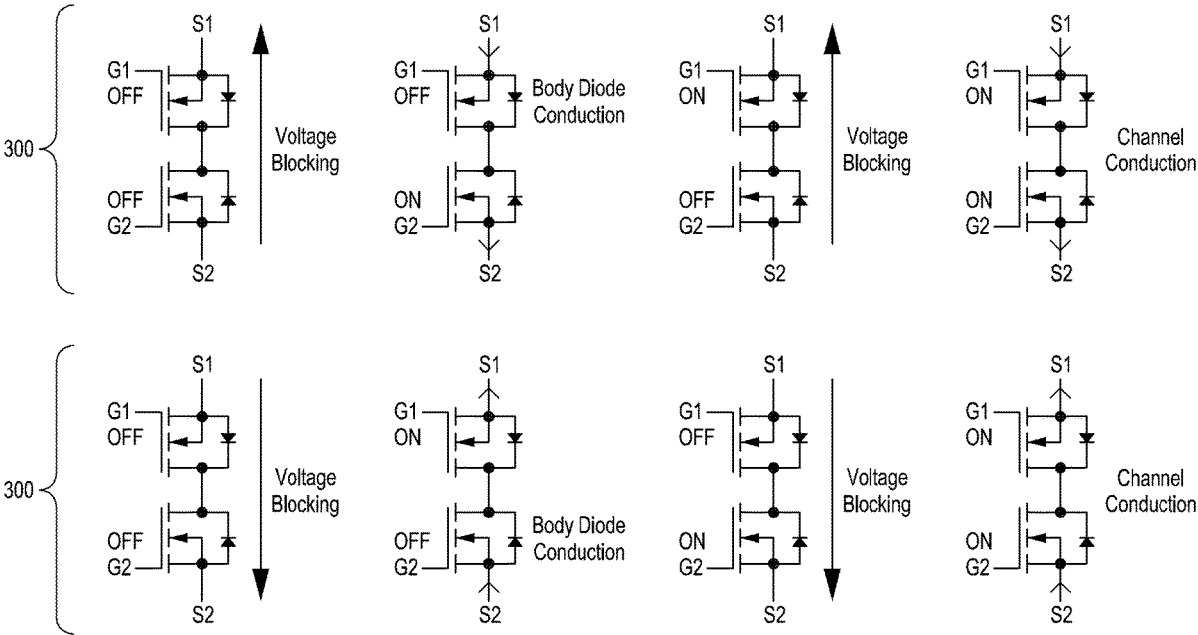 S1
S1
S1
S1
G1
OFF
G1
OFF
Body Diode
Conduction
G1
ON
G1
ON
300
Voltage
Blocking
Voltage
Blocking
Channel
Conduction
OFF
G2
ON
G2
OFF
G2
ON
G2
S2
S2
S2
S2
S1
S1
S1
S1
G1
OFF
G1
ON
G1
OFF
G1
ON
300
Voltage
Blocking
Voltage
Blocking
Channel
Conduction
OFF
G2
OFF
G2
Body Diode
Conduction
ON
G2
ON
G2
S2
S2
S2
S2